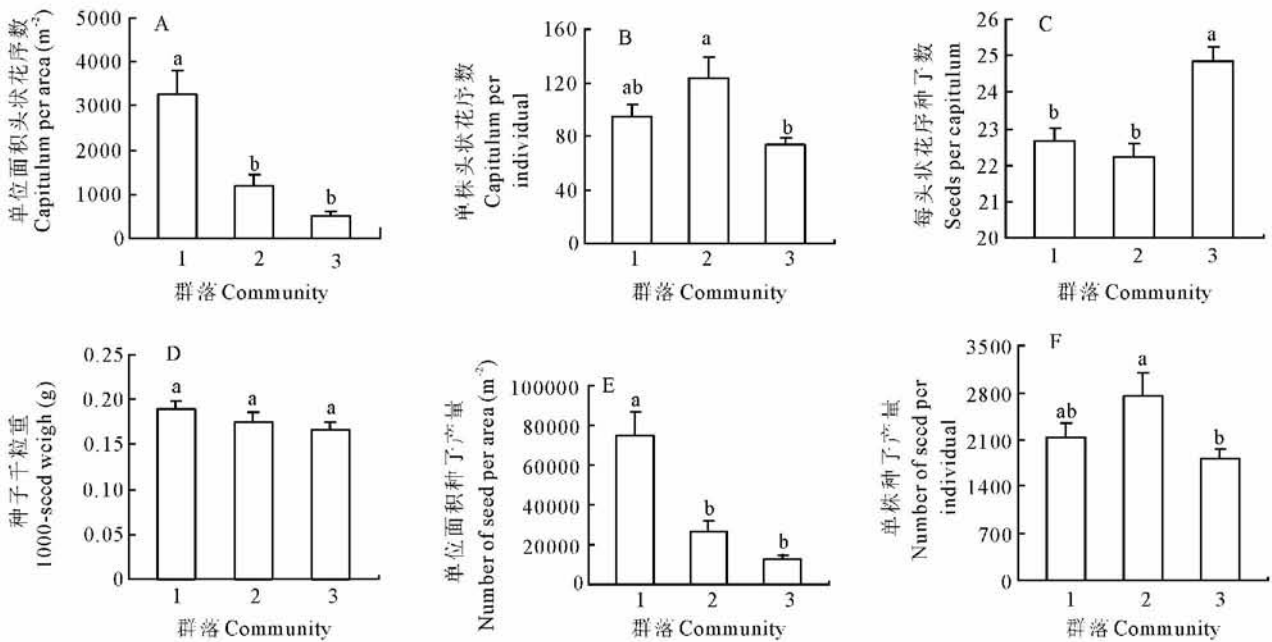 A
单位面积头状花序数
Capitulum per area (m⁻²)
5000
4000
3000
2000
1000
0
a
b
b
1 2 3
群落 Community
B
单株头状花序数
Capitulum per
individual
160
120
80
40
0
ab
a
b
1 2 3
群落 Community
C
每头状花序种子数
Seeds per capitulum
26
25
24
23
22
21
20
b
b
a
1 2 3
群落 Community
D
种子千粒重
1000-seed weigh (g)
0.25
0.20
0.15
0.10
0.05
0
a
a
a
1 2 3
群落 Community
E
单位面积种子产量
Number of seed per area (m⁻²)
100000
80000
60000
40000
20000
0
a
b
b
1 2 3
群落 Community
F
单株种子产量
Number of seed per
individual
3500
2800
2100
1400
700
0
ab
a
b
1 2 3
群落 Community